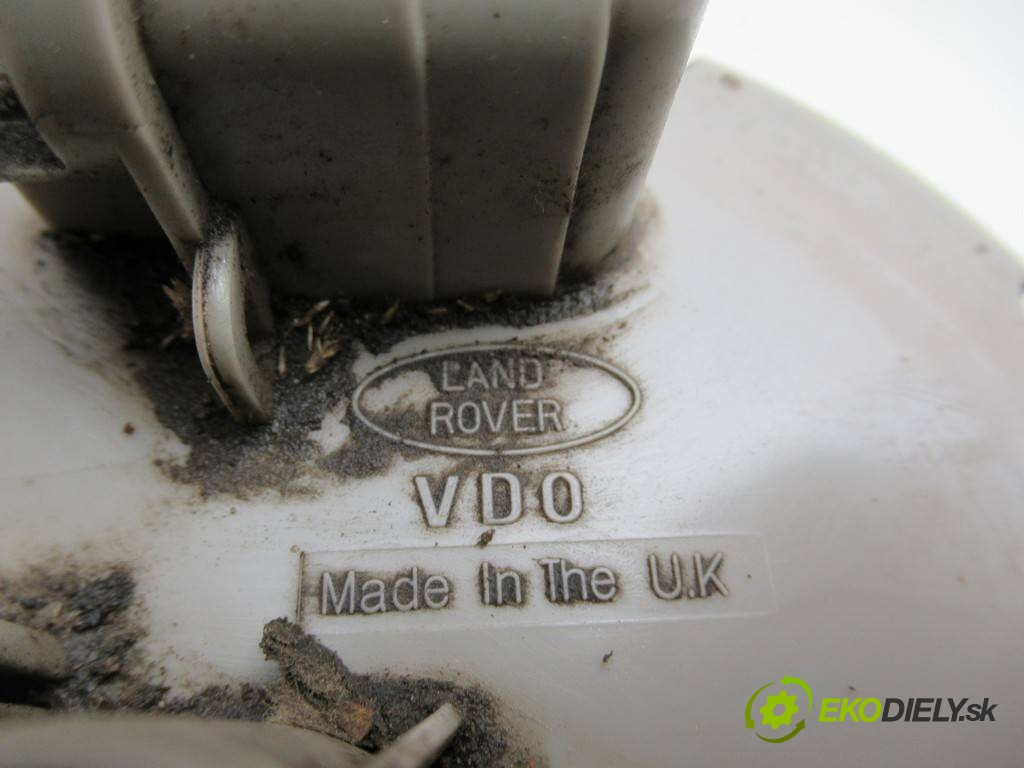 LAND
ROVER
VDO
Made In The U.K
EKODIELY.sk